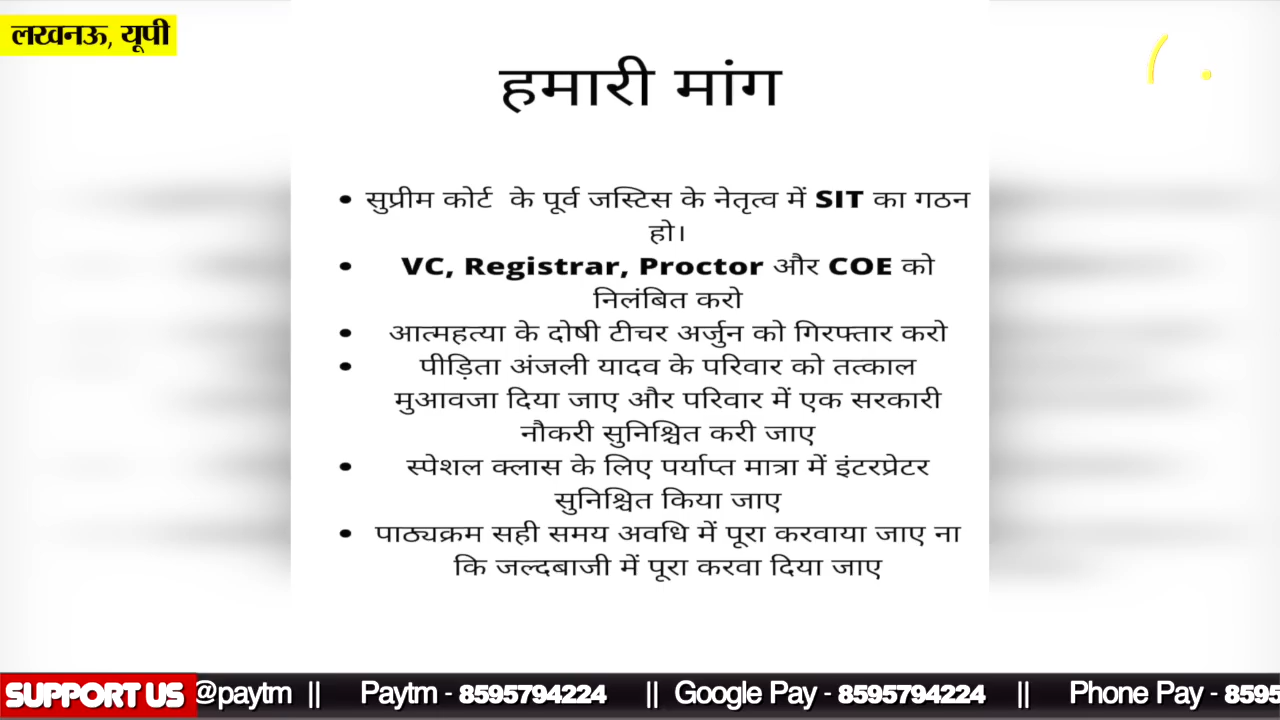 लखनऊ, यूपी
हमारी मांग
• सुप्रीम कोर्ट के पूर्व जस्टिस के नेतृत्व में SIT का गठन
हो।
• VC, Registrar, Proctor और COE को
निलंबित करो
• आत्महत्या के दोषी टीचर अर्जुन को गिरफ्तार करो
• पीड़िता अंजली यादव के परिवार को तत्काल
मुआवजा दिया जाए और परिवार में एक सरकारी
नौकरी सुनिश्चित करी जाए
• स्पेशल क्लास के लिए पर्याप्त मात्रा में इंटरप्रेटर
सुनिश्चित किया जाए
• पाठ्यक्रम सही समय अवधि में पूरा करवाया जाए ना
कि जल्दबाजी में पूरा करवा दिया जाए
SUPPORT US @paytm || Paytm - 8595794224 || Google Pay - 8595794224 || Phone Pay - 8595